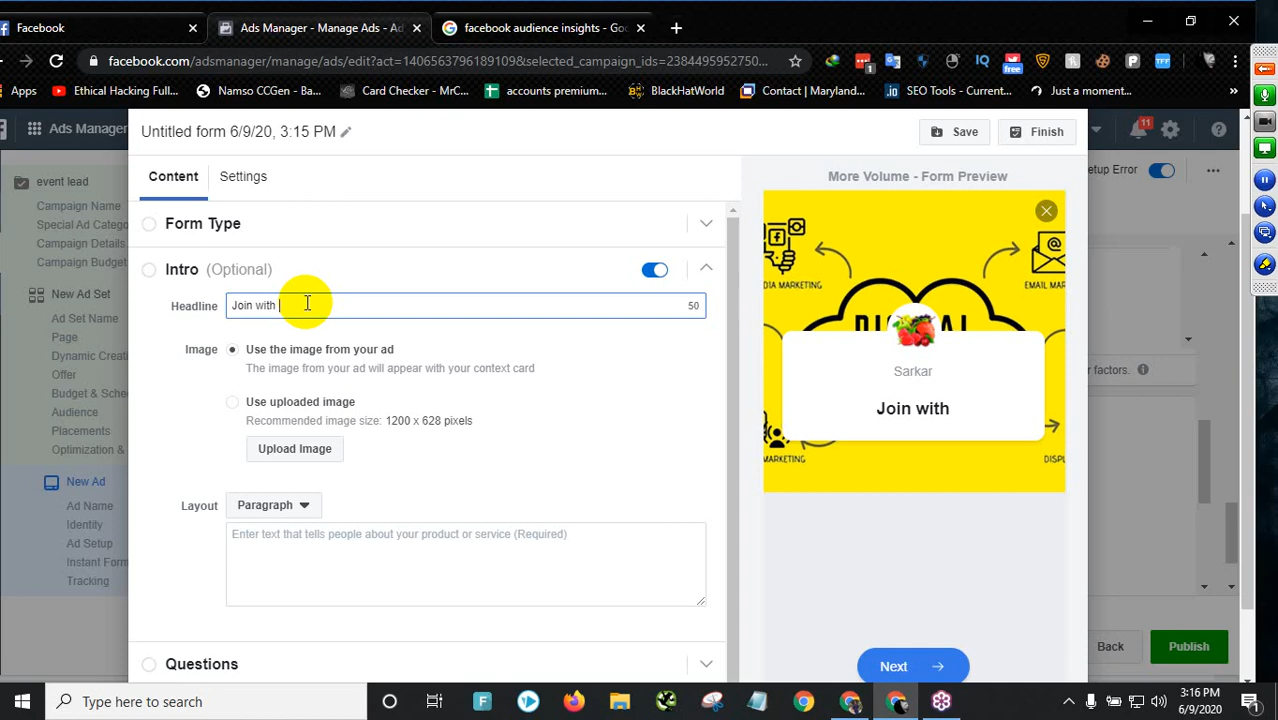 Facebook
Ads Manager - Manage Ads - Ad
facebook audience insights - Goo
facebook.com/adsmanager/manage/ads/edit?act=1406563796189109&selected_campaign_ids=2384495952750...
IQ
free
TFF
Apps
Ethical Hacking Full...
Namso CCGen - Ba...
Card Checker - MrC...
accounts premium...
BlackHatWorld
Contact | Maryland...
SEO Tools - Current...
Just a moment...
Ads Manager
Untitled form 6/9/20, 3:15 PM
Save
Finish
11
event lead
Campaign Name
Special Ad Catego
Campaign Details
Campaign Budget
New Ad Set
Ad Set Name
Page
Dynamic Creati
Offer
Budget & Sched
Audience
Placements
Optimization &
New Ad
Ad Name
Identity
Ad Setup
Instant Form
Tracking
Content
Settings
Form Type
Intro (Optional)
Headline
Join with
50
Image
Use the image from your ad
The image from your ad will appear with your context card
Use uploaded image
Recommended image size: 1200 x 628 pixels
Upload Image
Layout
Paragraph
Enter text that tells people about your product or service (Required)
Questions
More Volume - Form Preview
DIA MARKETING
EMAIL MAR
Sarkar
Join with
MARKETING
DISPL
Next
etup Error
r factors.
Back
Publish
Type here to search
3:16 PM
6/9/2020